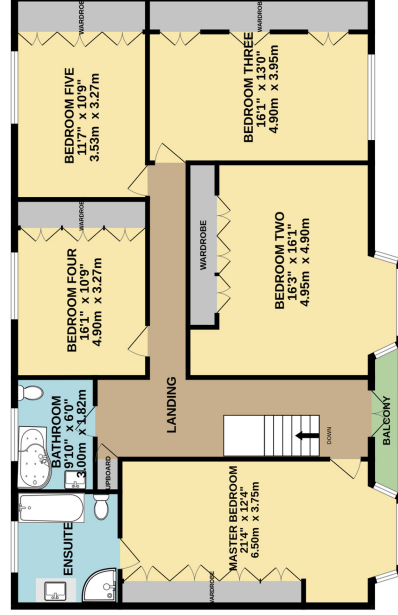 WARDROBE
WARDROBE
BEDROOM FIVE
11'7" x 10'9"
3.53m x 3.27m
BEDROOM THREE
16'1" x 13'0"
4.90m x 3.95m
WARDROBE
BEDROOM FOUR
16'1" x 10'9"
4.90m x 3.27m
WARDROBE
BEDROOM TWO
16'3" x 16'1"
4.95m x 4.90m
BATHROOM
9'10" x 6'0"
3.00m x 1.82m
LANDING
DOWN
BALCONY
UPBOARD
ENSUITE
MASTER BEDROOM
21'4" x 12'4"
6.50m x 3.75m
WARDROBE